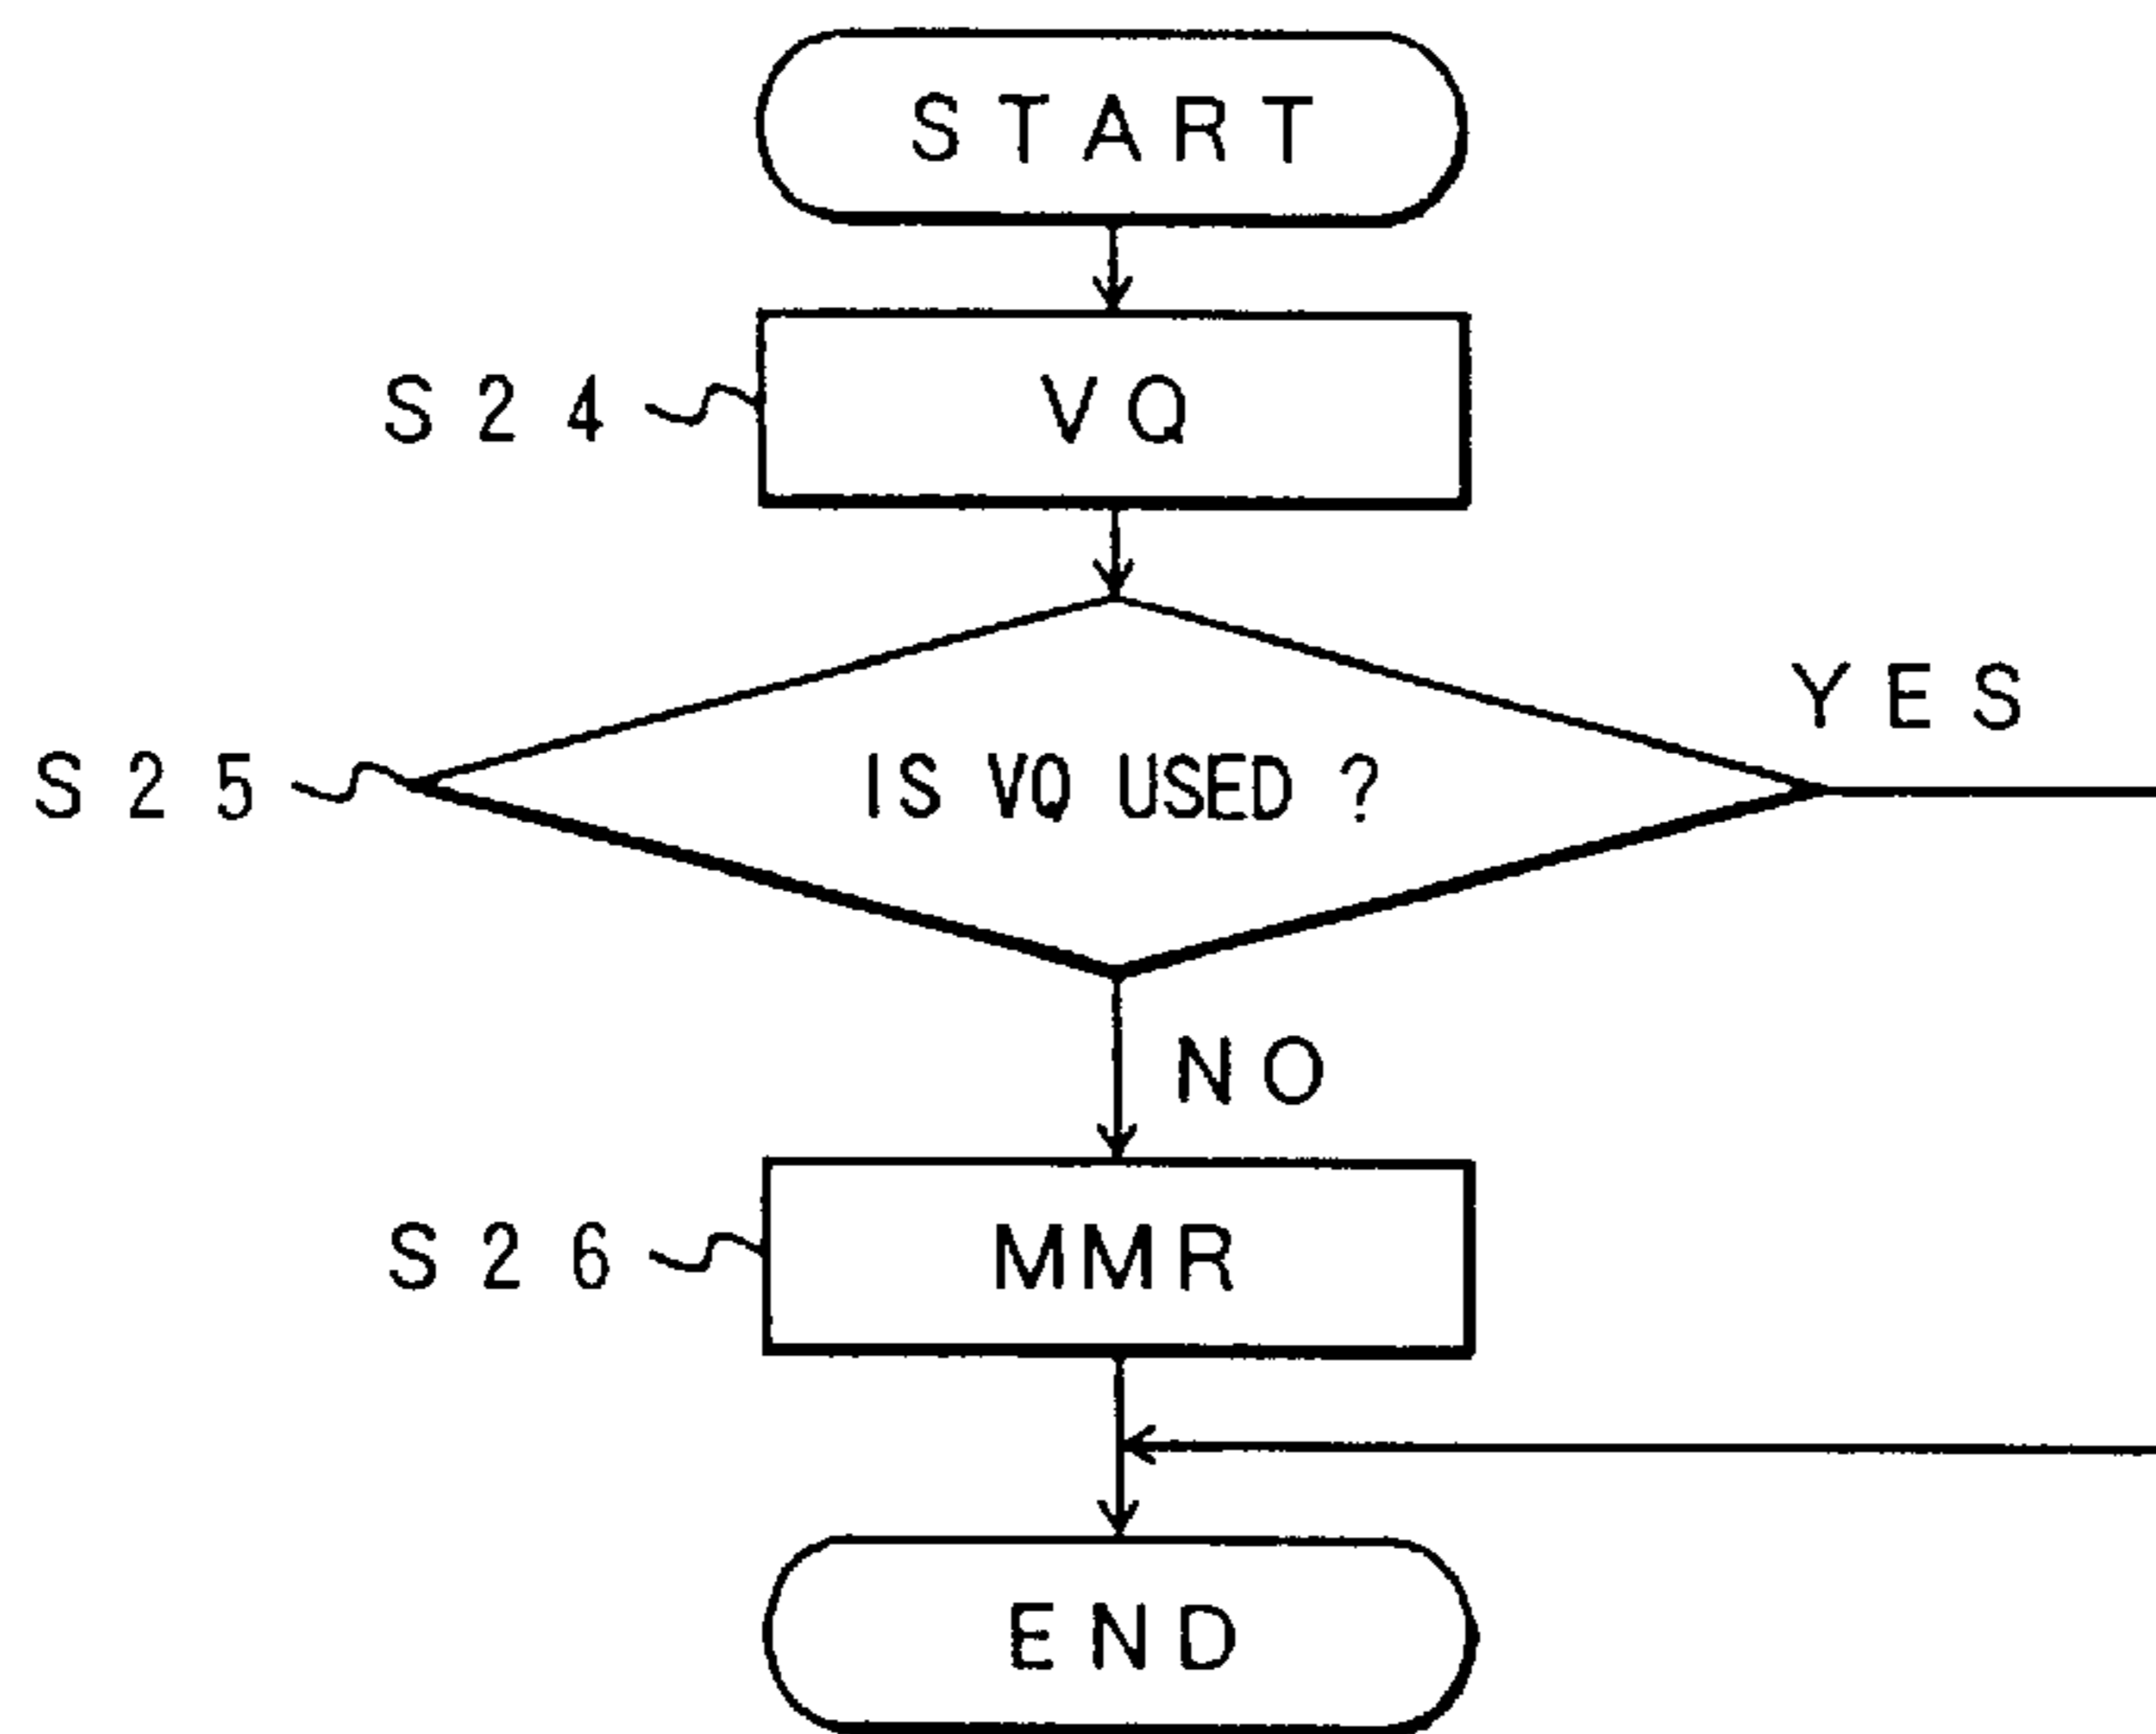 START
S24 VQ
YES
S25 IS VQ USED ?
NO
S26 MMR
END